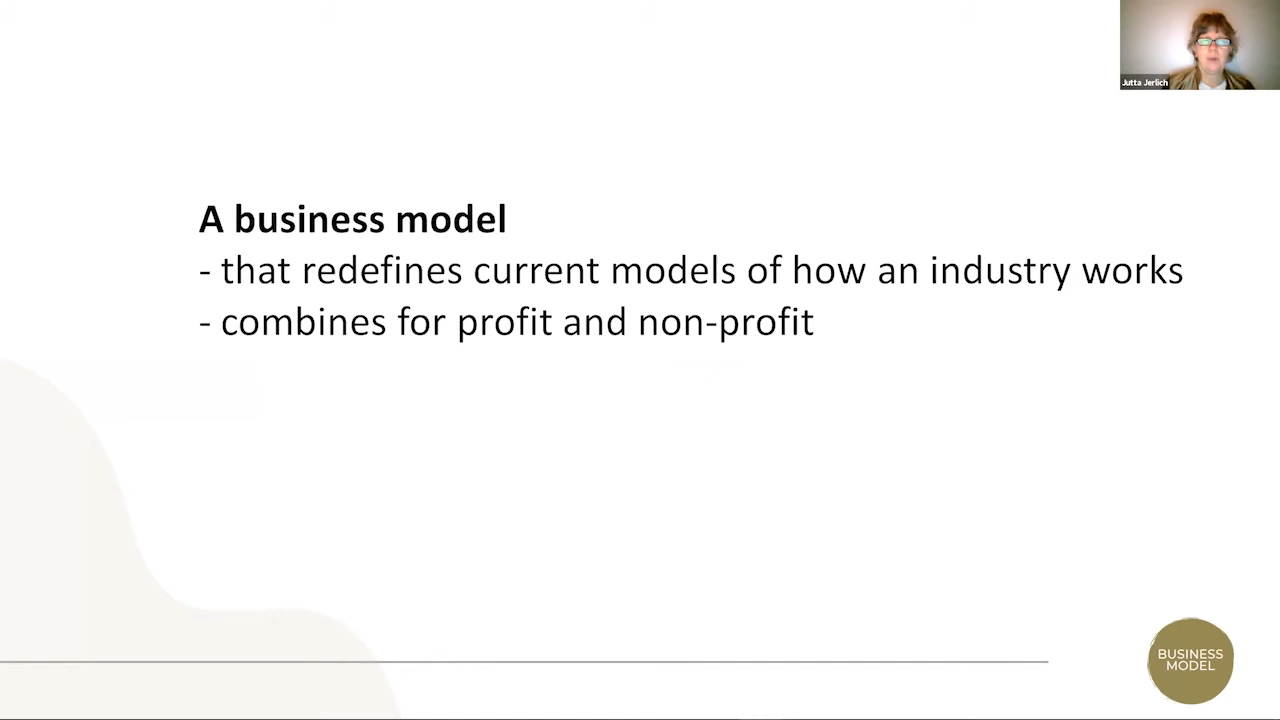 Jutta Jerlich
A business model
- that redefines current models of how an industry works
- combines for profit and non-profit
BUSINESS
MODEL